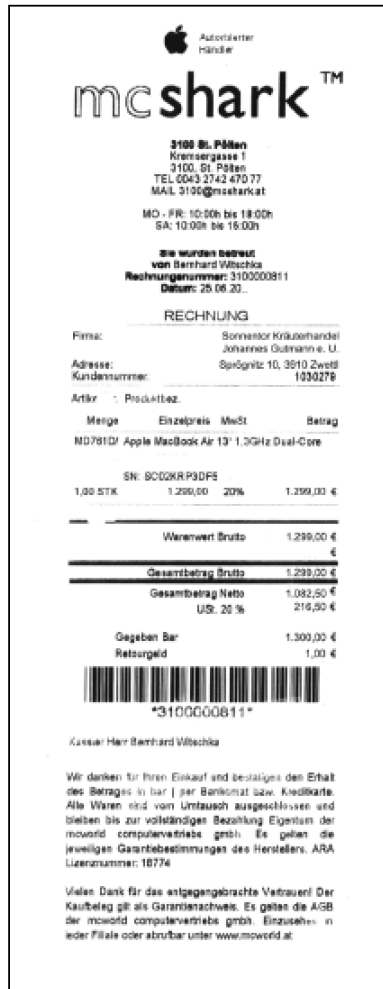 Autorisierter
Händler
mcshark™
3100 St. Pölten
Kremsergasse 1
3100, St. Pölten
TEL 0043 2742 470 77
MAIL 3100@mcshark.at
MO - FR: 10:00h bis 18:00h
SA: 10:00h bis 16:00h
Sie wurden betreut
von Bernhard Witschka
Rechnungsnummer: 3100000811
Datum: 25.06.20..
RECHNUNG
Firma: Sonnentor Kräuterhandel
Johannes Gutmann e. U.
Adresse: Sprögnitz 10, 3910 Zwettl
Kundennummer: 1030279
Produktbez.
Menge Einzelpreis MwSt Betrag
MD761D/ Apple MacBook Air 13" 1.3GHz Dual-Core
SN: SC02KRP3DF5
1,00 STK 1.299,00 20% 1.299,00 €
Warenwert Brutto 1.299,00 €
€
Gesamtbetrag Brutto 1.299,00 €
Gesamtbetrag Netto 1.082,50 €
USt. 20 % 216,50 €
Gegeben Bar 1.300,00 €
Retourgeld 1,00 €
*3100000811*
Kassier Herr Bernhard Witschka
Wir danken für Ihren Einkauf und bestätigen den Erhalt
des Betrages in bar | per Bankomat bzw. Kreditkarte.
Alle Waren sind vom Umtausch ausgeschlossen und
bleiben bis zur vollständigen Bezahlung Eigentum der
mcworld computervertriebs gmbh. Es gelten die
jeweiligen Garantiebestimmungen des Herstellers. ARA
Lizenznummer: 18774
Vielen Dank für das entgegengebrachte Vertrauen! Der
Kaufbeleg gilt als Garantienachweis. Es gelten die AGB
der mcworld computervertriebs gmbh. Einzusehen in
jeder Filiale oder abrufbar unter www.mcworld.at